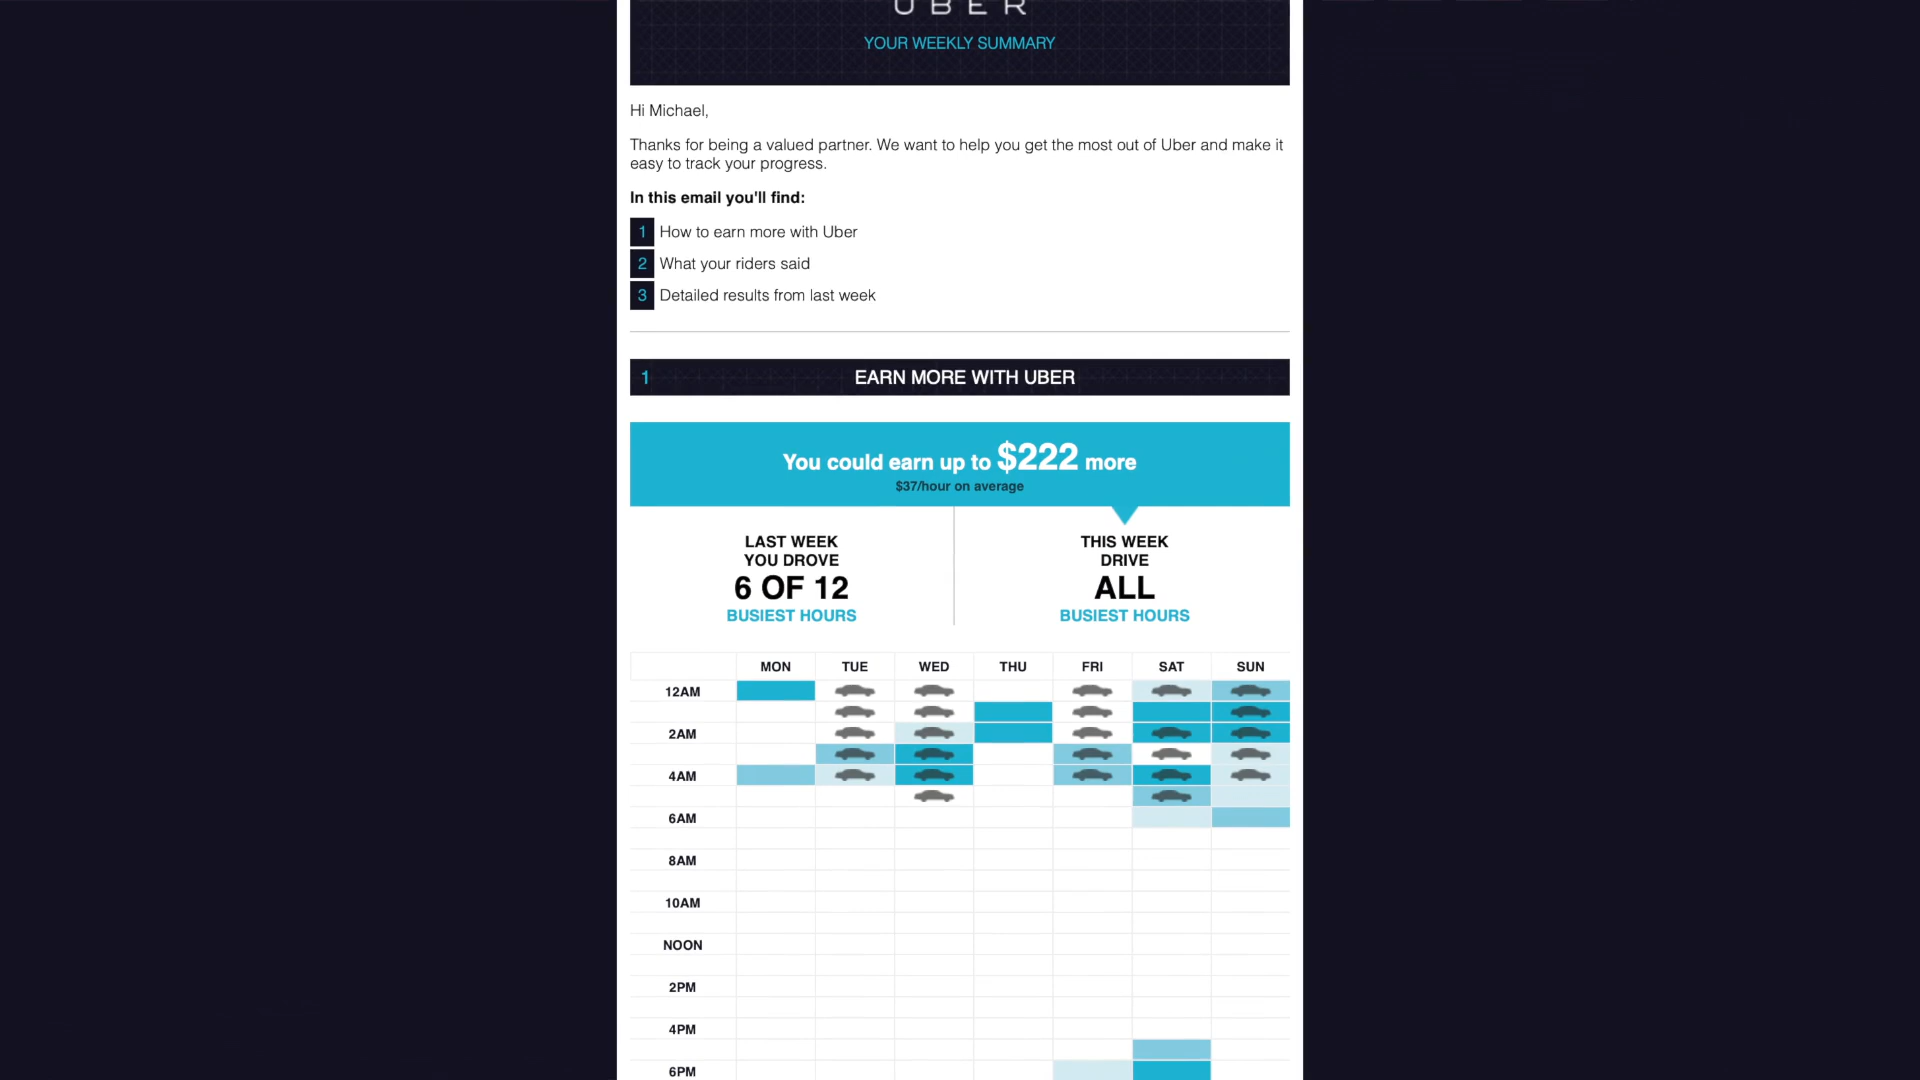 UBER
YOUR WEEKLY SUMMARY
Hi Michael,
Thanks for being a valued partner. We want to help you get the most out of Uber and make it
easy to track your progress.
In this email you'll find:
1 How to earn more with Uber
2 What your riders said
3 Detailed results from last week
1 EARN MORE WITH UBER
You could earn up to $222 more
$37/hour on average
LAST WEEK
YOU DROVE
6 OF 12
BUSIEST HOURS
THIS WEEK
DRIVE
ALL
BUSIEST HOURS
MON TUE WED THU FRI SAT SUN
12AM
2AM
4AM
6AM
8AM
10AM
NOON
2PM
4PM
6PM